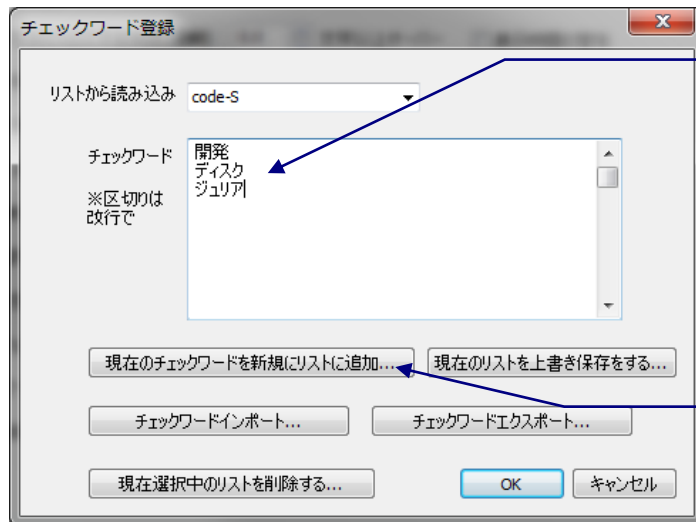 チェックワード登録
リストから読み込み code-S
チェックワード
※区切りは
改行で
開発
ディスク
ジュリア
現在のチェックワードを新規にリストに追加... 現在のリストを上書き保存をする...
チェックワードインポート... チェックワードエクスポート...
現在選択中のリストを削除する... OK キャンセル